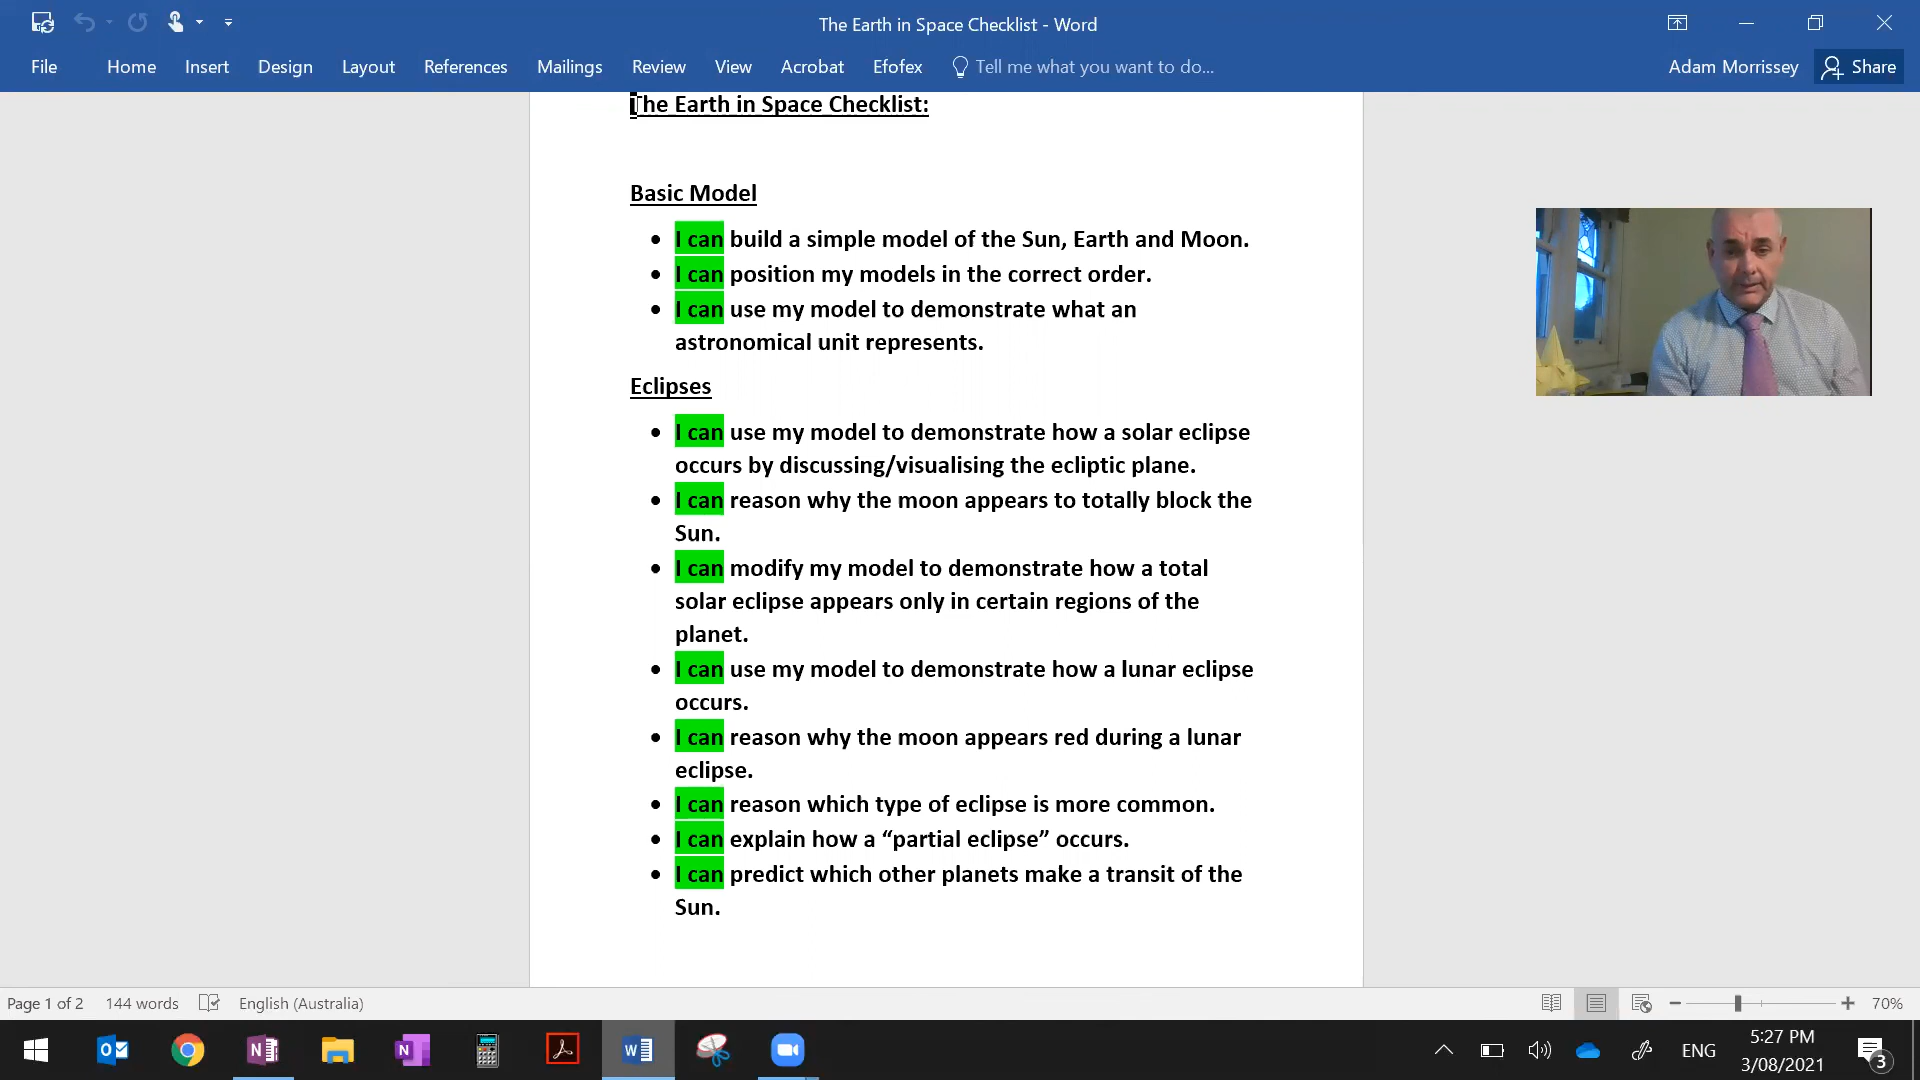 The Earth in Space Checklist - Word
File Home Insert Design Layout References Mailings Review View Acrobat Efofex Tell me what you want to do... Adam Morrissey Share
The Earth in Space Checklist:
Basic Model
• I can build a simple model of the Sun, Earth and Moon.
• I can position my models in the correct order.
• I can use my model to demonstrate what an
astronomical unit represents.
Eclipses
• I can use my model to demonstrate how a solar eclipse
occurs by discussing/visualising the ecliptic plane.
• I can reason why the moon appears to totally block the
Sun.
• I can modify my model to demonstrate how a total
solar eclipse appears only in certain regions of the
planet.
• I can use my model to demonstrate how a lunar eclipse
occurs.
• I can reason why the moon appears red during a lunar
eclipse.
• I can reason which type of eclipse is more common.
• I can explain how a “partial eclipse” occurs.
• I can predict which other planets make a transit of the
Sun.
Page 1 of 2 144 words English (Australia) 70%
ENG 5:27 PM
3/08/2021 3